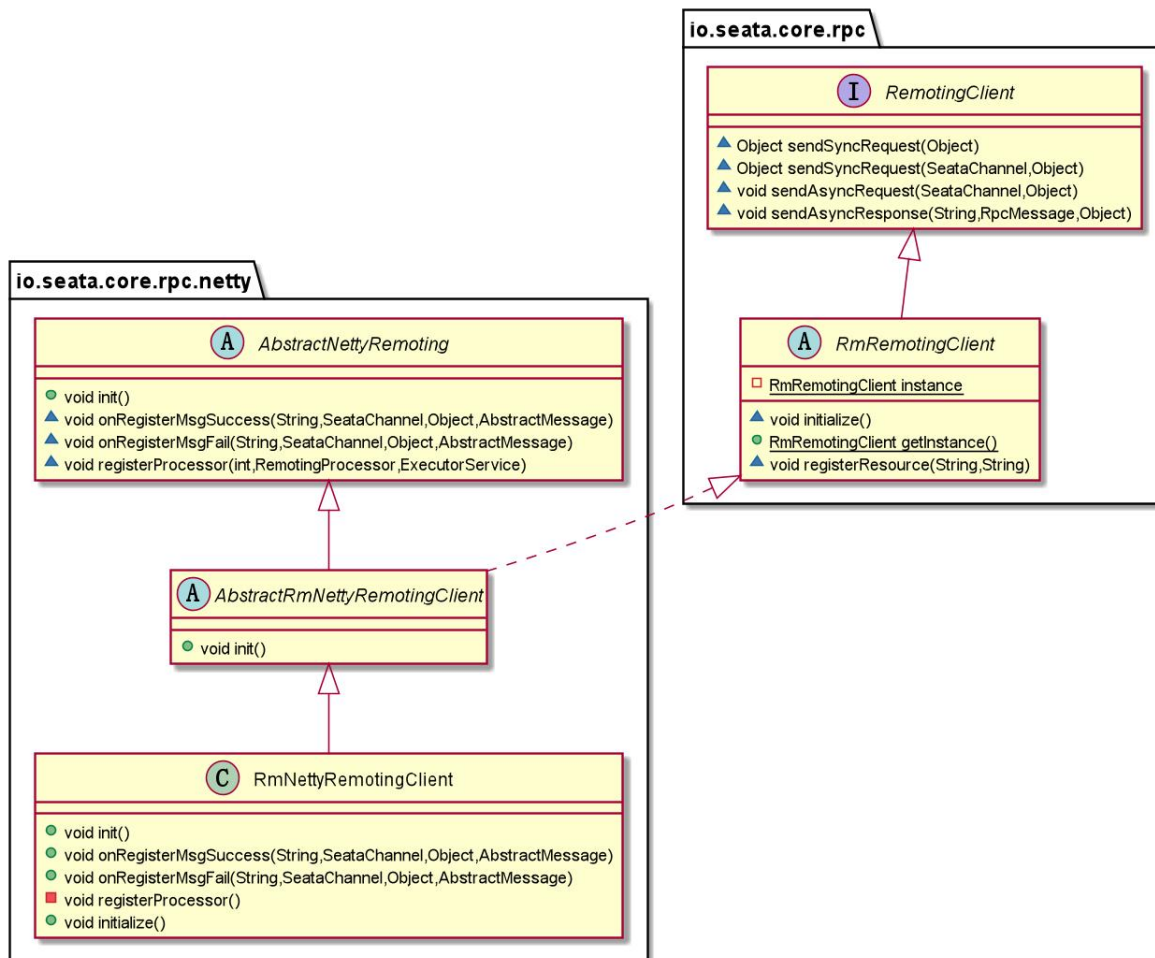 io.seata.core.rpc
I RemotingClient
Object sendSyncRequest(Object)
Object sendSyncRequest(SeataChannel,Object)
void sendAsyncRequest(SeataChannel,Object)
void sendAsyncResponse(String,RpcMessage,Object)
A RmRemotingClient
RmRemotingClient instance
void initialize()
RmRemotingClient getInstance()
void registerResource(String,String)
io.seata.core.rpc.netty
A AbstractNettyRemoting
void init()
void onRegisterMsgSuccess(String,SeataChannel,Object,AbstractMessage)
void onRegisterMsgFail(String,SeataChannel,Object,AbstractMessage)
void registerProcessor(int,RemotingProcessor,ExecutorService)
A AbstractRmNettyRemotingClient
void init()
C RmNettyRemotingClient
void init()
void onRegisterMsgSuccess(String,SeataChannel,Object,AbstractMessage)
void onRegisterMsgFail(String,SeataChannel,Object,AbstractMessage)
void registerProcessor()
void initialize()